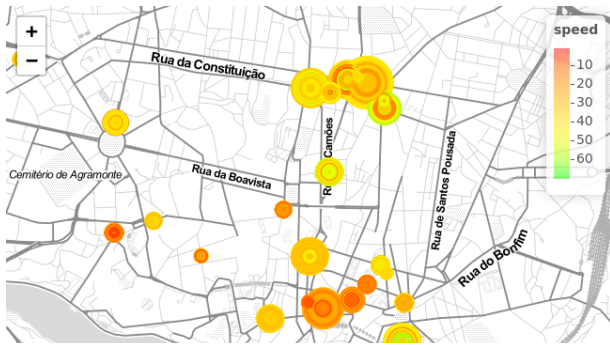 +
speed
−
Rua da Constituição
-10
-20
-30
-40
-50
-60
Camões
Rua de Santos Pousada
Rua da Boavista
Cemitério de Agramonte
Rua do Bonfim